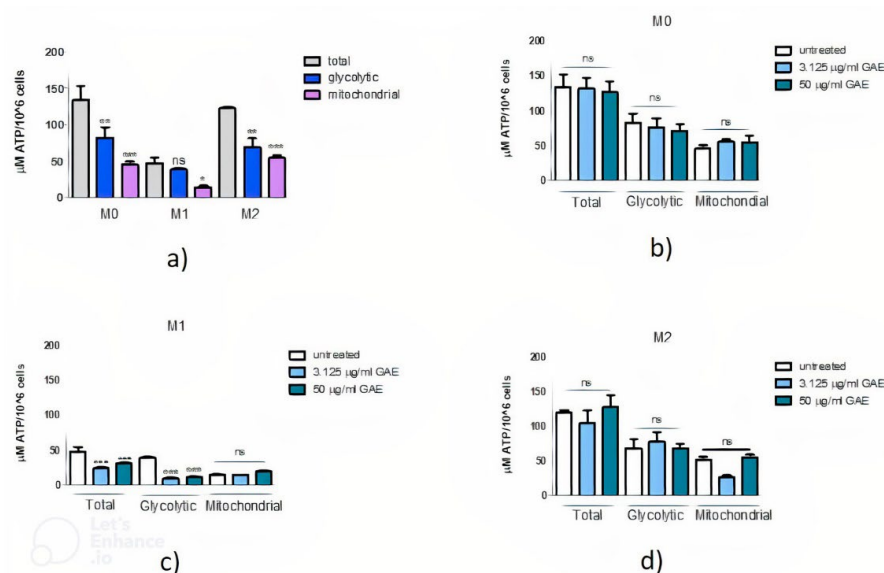 200
150
100
50
0
μM ATP/10^6 cells
total
glycolytic
mitochondrial
**
***
ns
*
**
***
M0
M1
M2
a)
M0
200
150
100
50
0
μM ATP/10^6 cells
untreated
3.125 μg/ml GAE
50 μg/ml GAE
ns
ns
ns
Total
Glycolytic
Mitochondial
b)
M1
200
150
100
50
0
μM ATP/10^6 cells
untreated
3.125 μg/ml GAE
50 μg/ml GAE
*** ***
*** ***
ns
Total
Glycolytic
Mitochondrial
Let's
Enhance
.io
c)
M2
200
150
100
50
0
μM ATP/10^6 cells
untreated
3.125 μg/ml GAE
50 μg/ml GAE
ns
ns
ns
Total
Glycolytic
Mitochondrial
d)